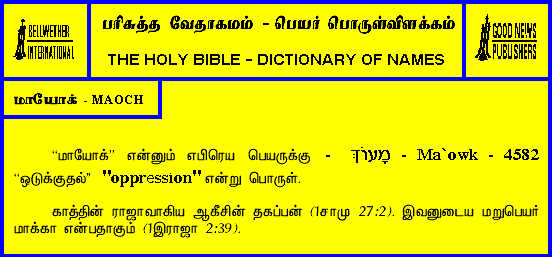 BELLWETHER
INTERNATIONAL
பரிசுத்த வேதாகமம் - பெயர் பொருள்விளக்கம்
THE HOLY BIBLE - DICTIONARY OF NAMES
GOOD NEWS
PUBLISHERS
மாயோக் - MAOCH
“மாயோக்” என்னும் எபிரெய பெயருக்கு - מָעוֹךְ - Ma`owk - 4582
“ஒடுக்குதல்” "oppression" என்று பொருள்.
காத்தின் ராஜாவாகிய ஆகீசின் தகப்பன் (1சாமு 27:2). இவனுடைய மறுபெயர்
மாக்கா என்பதாகும் (1இராஜா 2:39).